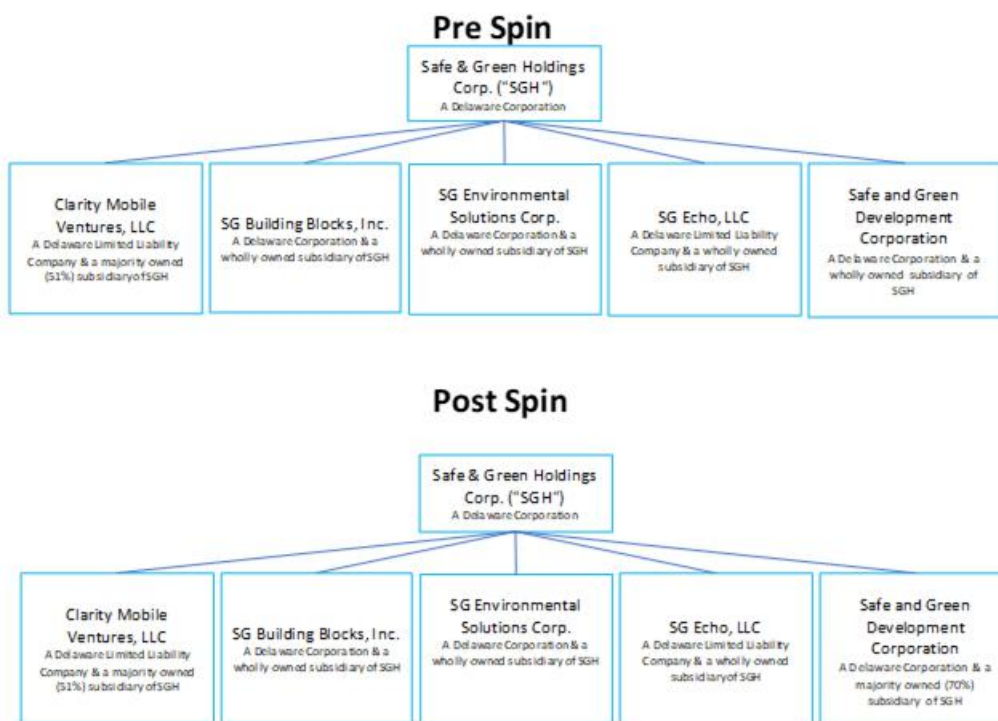 Pre Spin
Safe & Green Holdings
Corp. ("SGH")
A Delaware Corporation
Clarity Mobile
Ventures, LLC
A Delaware Limited Liability
Company & a majority owned
(51%) subsidiary of SGH
SG Building Blocks, Inc.
A Delaware Corporation & a
wholly owned subsidiary of SGH
SG Environmental
Solutions Corp.
A Delaware Corporation & a
wholly owned subsidiary of SGH
SG Echo, LLC
A Delaware Limited Liability
Company & a wholly owned
subsidiary of SGH
Safe and Green
Development
Corporation
A Delaware Corporation & a
wholly owned subsidiary of
SGH
Post Spin
Safe & Green Holdings
Corp. ("SGH")
A Delaware Corporation
Clarity Mobile
Ventures, LLC
A Delaware Limited Liability
Company & a majority owned
(51%) subsidiary of SGH
SG Building Blocks, Inc.
A Delaware Corporation & a
wholly owned subsidiary of SGH
SG Environmental
Solutions Corp.
A Delaware Corporation & a
wholly owned subsidiary of SGH
SG Echo, LLC
A Delaware Limited Liability
Company & a wholly owned
subsidiary of SGH
Safe and Green
Development
Corporation
A Delaware Corporation & a
majority owned (70%)
subsidiary of SGH